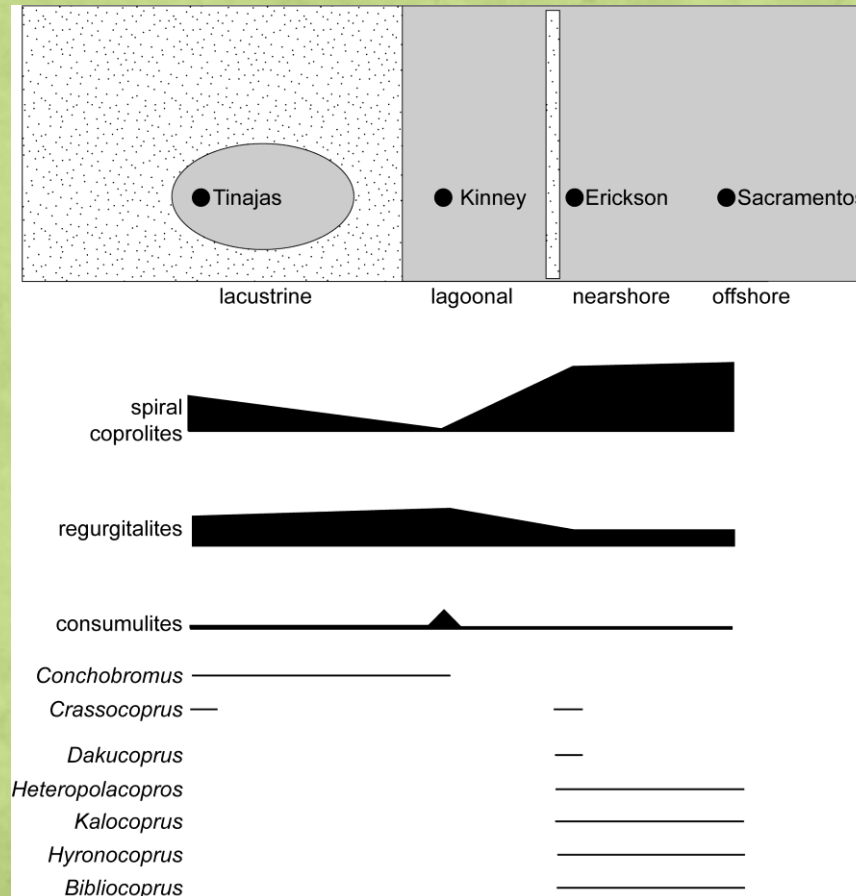 Tinajas
Kinney
Erickson
Sacramentos
lacustrine
lagoonal
nearshore
offshore
spiral
coprolites
regurgitalites
consumulites
Conchobromus
Crassocoprus
Dakucoprus
Heteropolacopros
Kalocoprus
Hyronocoprus
Bibliocoprus